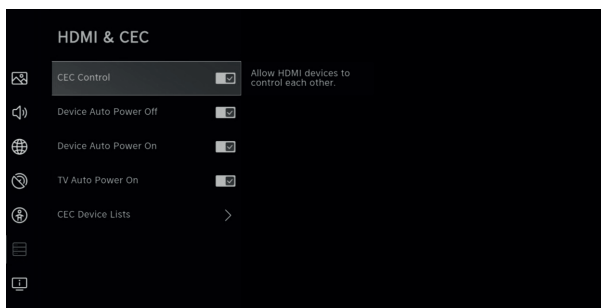 HDMI & CEC
CEC Control
Allow HDMI devices to
control each other.
Device Auto Power Off
Device Auto Power On
TV Auto Power On
CEC Device Lists